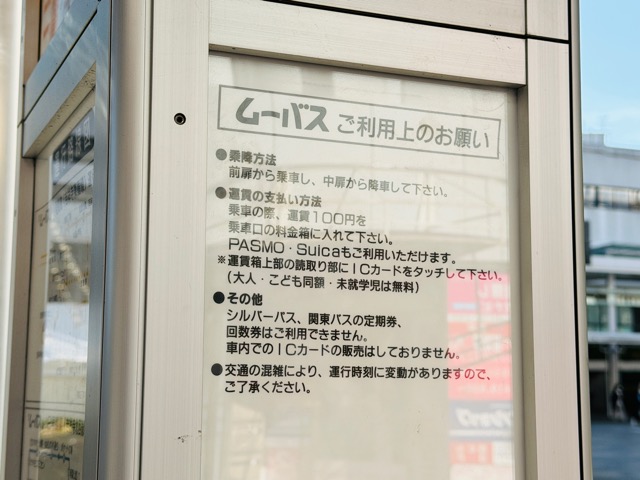 ムーバス ご利用上のお願い
●乗降方法
前扉から乗車し、中扉から降車して下さい。
●運賃の支払い方法
乗車の際、運賃100円を
乗車口の料金箱に入れて下さい。
PASMO・Suicaもご利用いただけます。
※運賃箱上部の読取り部にICカードをタッチして下さい。
(大人・こども同額・未就学児は無料)
●その他
シルバーパス、関東バスの定期券、
回数券はご利用できません。
車内でのICカードの販売はしておりません。
●交通の混雑により、運行時刻に変動がありますので、
ご了承ください。